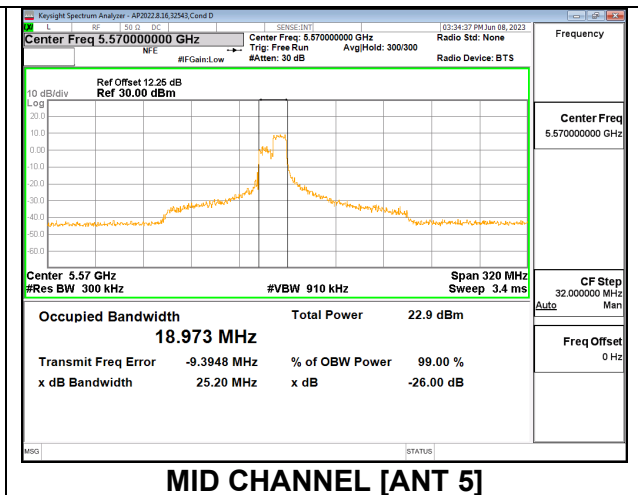 Keysight Spectrum Analyzer - AP2022.8.16,32543,Cond D
L RF 50 Ω DC SENSE:INT 03:34:37 PM Jun 08, 2023
Center Freq 5.570000000 GHz
NFE
#IFGain:Low
Center Freq: 5.570000000 GHz
Trig: Free Run Avg|Hold: 300/300
#Atten: 30 dB
Radio Std: None
Radio Device: BTS
Frequency
Ref Offset 12.25 dB
10 dB/div Ref 30.00 dBm
Log
20.0
10.0
0.00
-10.0
-20.0
-30.0
-40.0
-50.0
-60.0
Center Freq
5.570000000 GHz
Center 5.57 GHz Span 320 MHz
#Res BW 300 kHz #VBW 910 kHz Sweep 3.4 ms
CF Step
32.000000 MHz
Auto Man
Occupied Bandwidth Total Power 22.9 dBm
18.973 MHz
Transmit Freq Error -9.3948 MHz % of OBW Power 99.00 %
x dB Bandwidth 25.20 MHz x dB -26.00 dB
Freq Offset
0 Hz
MSG STATUS
MID CHANNEL [ANT 5]